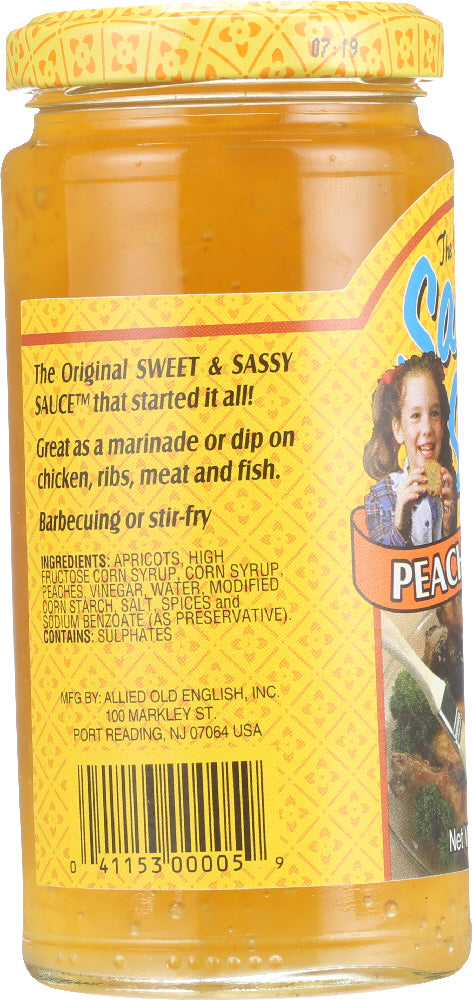 07 19
The
The Original SWEET & SASSY
SAUCE™ that started it all!
Great as a marinade or dip on
chicken, ribs, meat and fish.
Barbecuing or stir-fry
INGREDIENTS: APRICOTS, HIGH
FRUCTOSE CORN SYRUP, CORN SYRUP,
PEACHES, VINEGAR, WATER, MODIFIED
CORN STARCH, SALT, SPICES and
SODIUM BENZOATE (AS PRESERVATIVE).
CONTAINS: SULPHATES
MFG.BY: ALLIED OLD ENGLISH, INC.
100 MARKLEY ST.
PORT READING, NJ 07064 USA
0 41153 00005 9
PEACH
Net